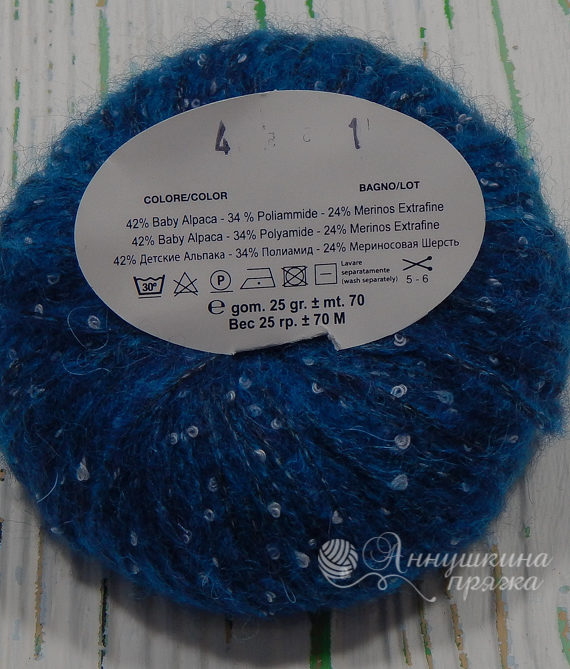 4 1
COLORE/COLOR BAGNO/LOT
42% Baby Alpaca - 34 % Poliammide - 24% Merinos Extrafine
42% Baby Alpaca - 34% Polyamide - 24% Merinos Extrafine
42% Детские Альпака - 34% Полиамид - 24% Мериносовая Шерсть
30° P Lavare
separatamente
(wash separately) 5 - 6
e gom. 25 gr. ± mt. 70
Вес 25 гр. ± 70 М
Аннушкина
пряжа